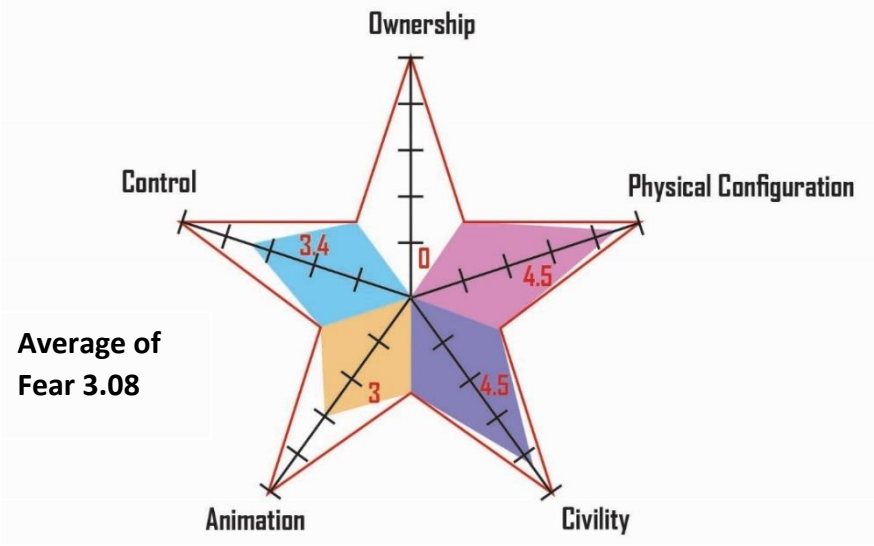 Ownership
Control
Physical Configuration
3.4
0
4.5
Average of
Fear 3.08
3
4.5
Animation
Civility